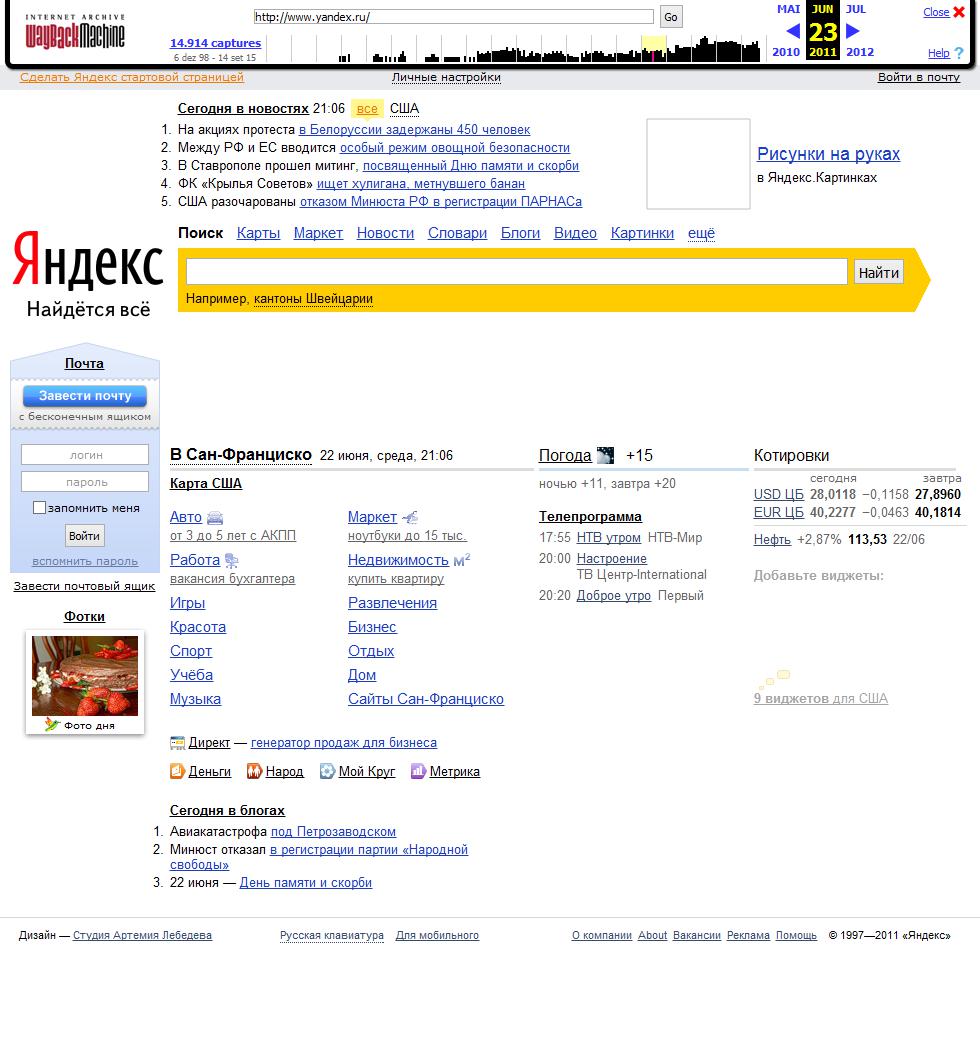 INTERNET ARCHIVE
WayBackMachine
http://www.yandex.ru/
Go
14.914 captures
6 dez 98 - 14 set 15
MAI JUN JUL
23
2010 2011 2012
Close
Help ?
Сделать Яндекс стартовой страницей
Личные настройки
Войти в почту
Сегодня в новостях 21:06 все США
1. На акциях протеста в Белоруссии задержаны 450 человек
2. Между РФ и ЕС вводится особый режим овощной безопасности
3. В Ставрополе прошел митинг, посвященный Дню памяти и скорби
4. ФК «Крылья Советов» ищет хулигана, метнувшего банан
5. США разочарованы отказом Минюста РФ в регистрации ПАРНАСа
Рисунки на руках
в Яндекс.Картинках
Яндекс
Найдётся всё
Поиск Карты Маркет Новости Словари Блоги Видео Картинки ещё
Найти
Например, кантоны Швейцарии
Почта
Завести почту
с бесконечным ящиком
логин
пароль
запомнить меня
Войти
вспомнить пароль
Завести почтовый ящик
Фотки
Фото дня
В Сан-Франциско 22 июня, среда, 21:06
Карта США
Авто
от 3 до 5 лет с АКПП
Маркет
ноутбуки до 15 тыс.
Работа
вакансия бухгалтера
Недвижимость м2
купить квартиру
Игры
Развлечения
Красота
Бизнес
Спорт
Отдых
Учёба
Дом
Музыка
Сайты Сан-Франциско
Директ — генератор продаж для бизнеса
Деньги Народ Мой Круг Метрика
Сегодня в блогах
1. Авиакатастрофа под Петрозаводском
2. Минюст отказал в регистрации партии «Народной
свободы»
3. 22 июня — День памяти и скорби
Погода +15
ночью +11, завтра +20
Телепрограмма
17:55 НТВ утром НТВ-Мир
20:00 Настроение
ТВ Центр-International
20:20 Доброе утро Первый
Котировки
сегодня завтра
USD ЦБ 28,0118 −0,1158 27,8960
EUR ЦБ 40,2277 −0,0463 40,1814
Нефть +2,87% 113,53 22/06
Добавьте виджеты:
9 виджетов для США
Дизайн — Студия Артемия Лебедева
Русская клавиатура Для мобильного
О компании About Вакансии Реклама Помощь © 1997—2011 «Яндекс»